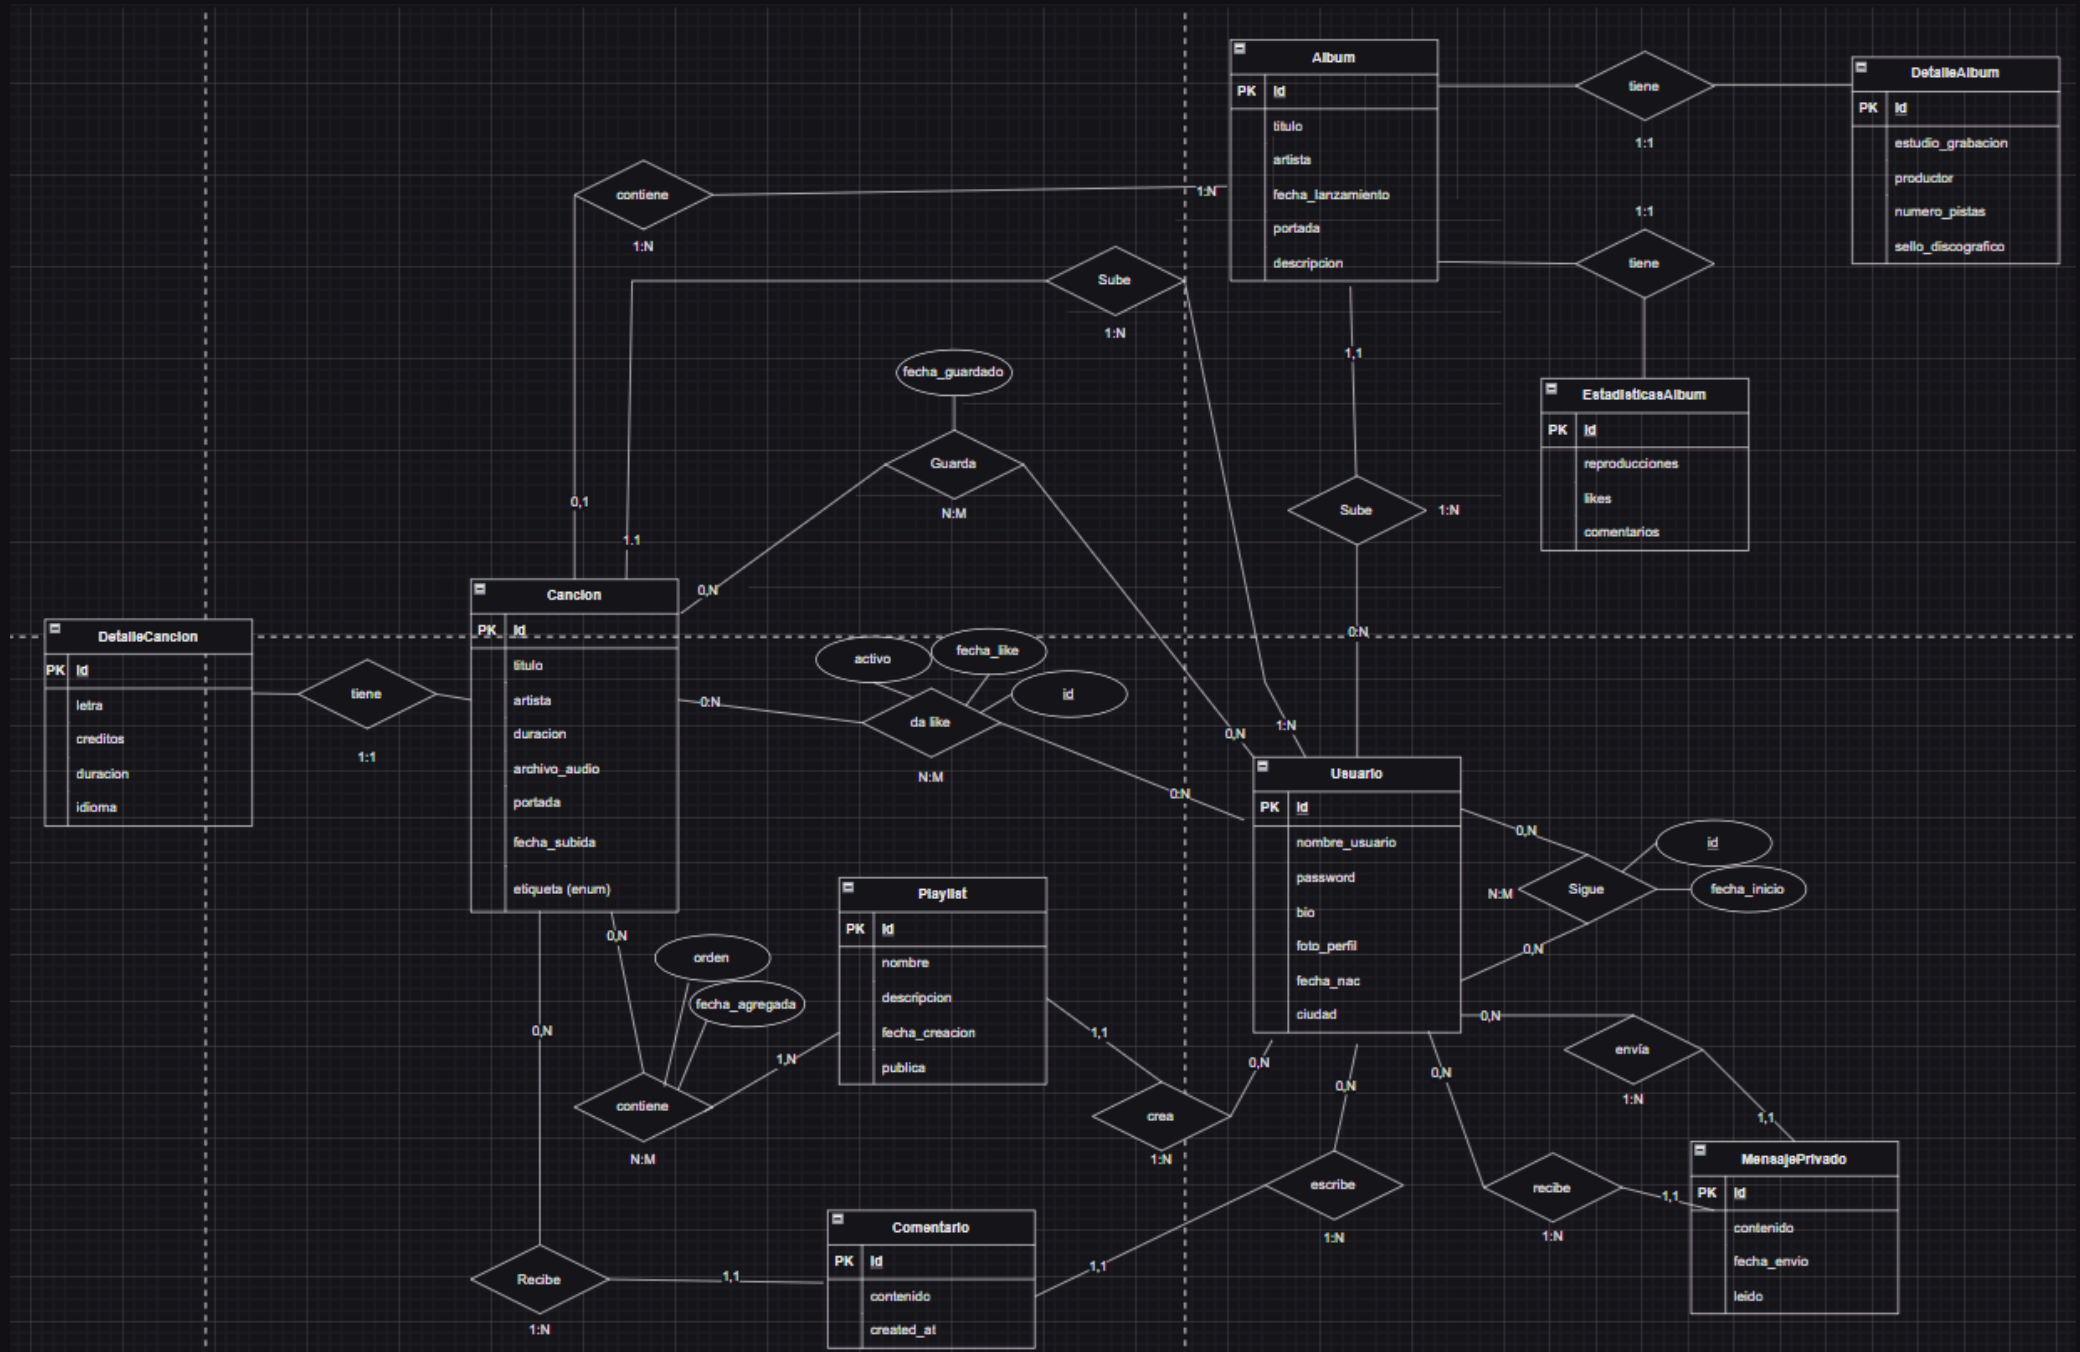 Album
PK Id
titulo
artista
fecha_lanzamiento
portada
descripcion
tiene
1:1
DetalleAlbum
PK Id
estudio_grabacion
productor
numero_pistas
sello_discografico
1:1
tiene
contiene
1:N
1:N
Sube
1:N
fecha_guardado
Guarda
N:M
1,1
EstadisticasAlbum
PK Id
reproducciones
likes
comentarios
Sube
1:N
0:N
0,1
1.1
0,N
Cancion
PK Id
titulo
artista
duracion
archivo_audio
portada
fecha_subida
etiqueta (enum)
DetalleCancion
PK Id
letra
creditos
duracion
idioma
tiene
1:1
activo
fecha_like
id
0:N
da like
N:M
0:N
0,N
1:N
Usuario
PK Id
nombre_usuario
password
bio
foto_perfil
fecha_nac
ciudad
0,N
id
N:M
Sigue
fecha_inicio
0,N
Playlist
PK Id
nombre
descripcion
fecha_creacion
publica
0,N
orden
fecha_agregada
0,N
1,N
contiene
N:M
1,1
0,N
crea
1:N
0,N
envía
1:N
1,1
0,N
escribe
1:N
0,N
recibe
1:N
1,1
MensajePrivado
PK Id
contenido
fecha_envio
leido
Comentario
PK Id
contenido
created_at
1,1
Recibe
1:N
1,1